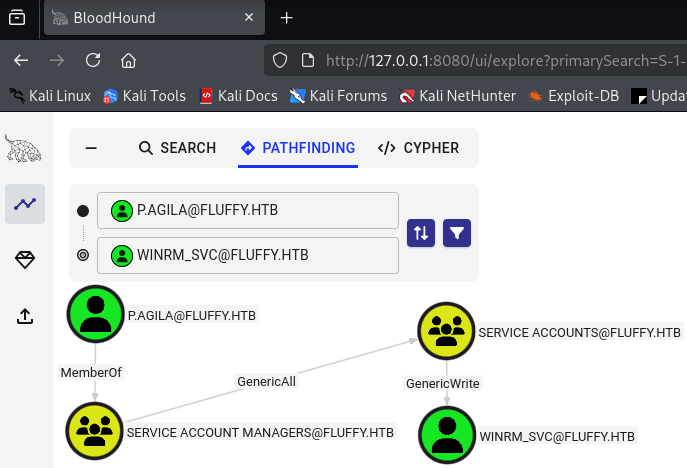 BloodHound
http://127.0.0.1:8080/ui/explore?primarySearch=S-1-
Kali Linux Kali Tools Kali Docs Kali Forums Kali NetHunter Exploit-DB Upda
SEARCH PATHFINDING </> CYPHER
P.AGILA@FLUFFY.HTB
WINRM_SVC@FLUFFY.HTB
P.AGILA@FLUFFY.HTB
SERVICE ACCOUNTS@FLUFFY.HTB
MemberOf
GenericAll
GenericWrite
SERVICE ACCOUNT MANAGERS@FLUFFY.HTB
WINRM_SVC@FLUFFY.HTB